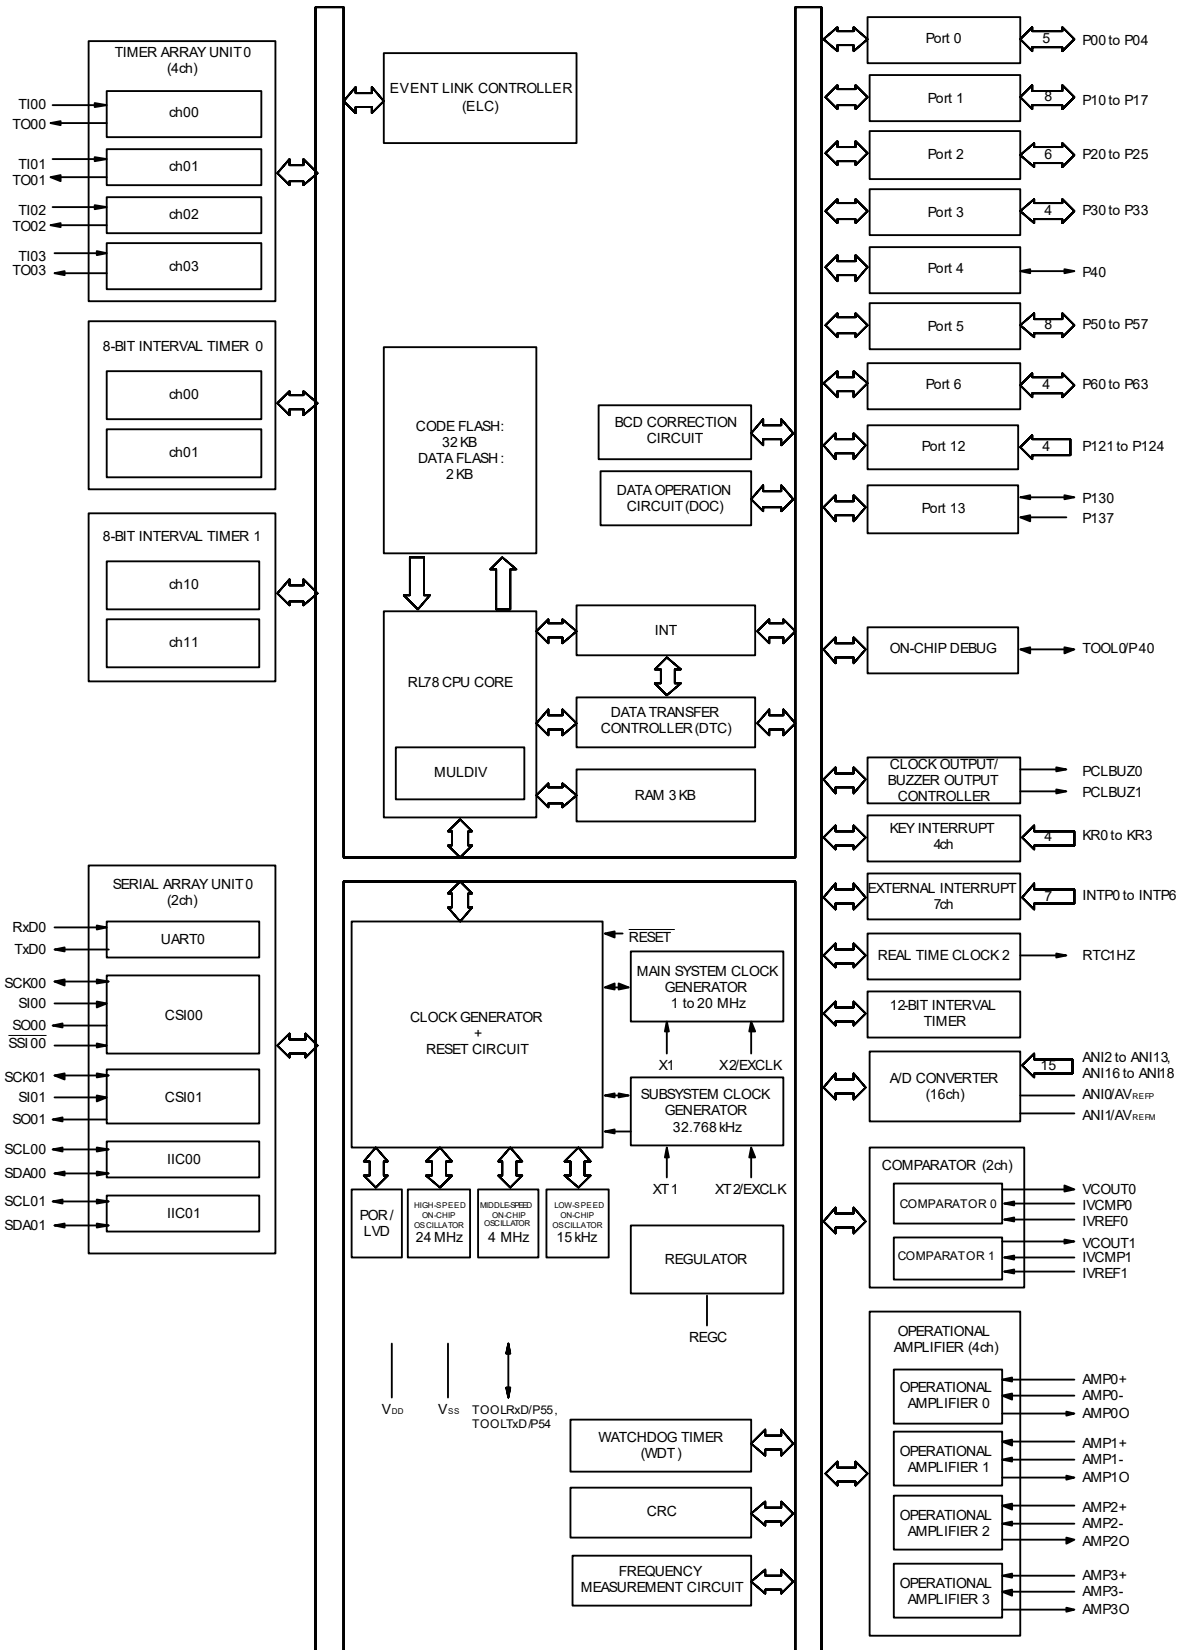 TIMER ARRAY UNIT 0
(4ch)
TI00
TO00
ch00
TI01
TO01
ch01
TI02
TO02
ch02
TI03
TO03
ch03
8-BIT INTERVAL TIMER 0
ch00
ch01
8-BIT INTERVAL TIMER 1
ch10
ch11
SERIAL ARRAY UNIT 0
(2ch)
RxD0
TxD0
UART0
SCK00
SI00
SO00
SSI00
CSI00
SCK01
SI01
SO01
CSI01
SCL00
SDA00
IIC00
SCL01
SDA01
IIC01
EVENT LINK CONTROLLER
(ELC)
CODE FLASH:
32 KB
DATA FLASH :
2 KB
BCD CORRECTION
CIRCUIT
DATA OPERATION
CIRCUIT (DOC)
RL78 CPU CORE
MULDIV
INT
DATA TRANSFER
CONTROLLER (DTC)
RAM 3 KB
CLOCK GENERATOR
+
RESET CIRCUIT
RESET
MAIN SYSTEM CLOCK
GENERATOR
1 to 20 MHz
X1
X2/EXCLK
SUBSYSTEM CLOCK
GENERATOR
32.768 kHz
XT1
XT2/EXCLK
POR /
LVD
HIGH-SPEED
ON-CHIP
OSCILLATOR
24 MHz
MIDDLE-SPEED
ON-CHIP
OSCILLATOR
4 MHz
LOW-SPEED
ON-CHIP
OSCILLATOR
15 kHz
REGULATOR
REGC
VDD
VSS
TOOLRxD/P55,
TOOLTxD/P54
WATCHDOG TIMER
(WDT )
CRC
FREQUENCY
MEASUREMENT CIRCUIT
Port 0
5
P00 to P04
Port 1
8
P10 to P17
Port 2
6
P20 to P25
Port 3
4
P30 to P33
Port 4
P40
Port 5
8
P50 to P57
Port 6
4
P60 to P63
Port 12
4
P121 to P124
Port 13
P130
P137
ON-CHIP DEBUG
TOOL0/P40
CLOCK OUTPUT/
BUZZER OUTPUT
CONTROLLER
PCLBUZ0
PCLBUZ1
KEY INTERRUPT
4ch
4
KR0 to KR3
EXTERNAL INTERRUPT
7ch
7
INTP0 to INTP6
REAL TIME CLOCK 2
RTC1HZ
12-BIT INTERVAL
TIMER
A/D CONVERTER
(16ch)
15
ANI2 to ANI13,
ANI16 to ANI18
ANI0/AVREFP
ANI1/AVREFM
COMPARATOR (2ch)
COMPARATOR 0
VCOUT0
IVCMP0
IVREF0
COMPARATOR 1
VCOUT1
IVCMP1
IVREF1
OPERATIONAL
AMPLIFIER (4ch)
OPERATIONAL
AMPLIFIER 0
AMP0+
AMP0-
AMP0O
OPERATIONAL
AMPLIFIER 1
AMP1+
AMP1-
AMP1O
OPERATIONAL
AMPLIFIER 2
AMP2+
AMP2-
AMP2O
OPERATIONAL
AMPLIFIER 3
AMP3+
AMP3-
AMP3O